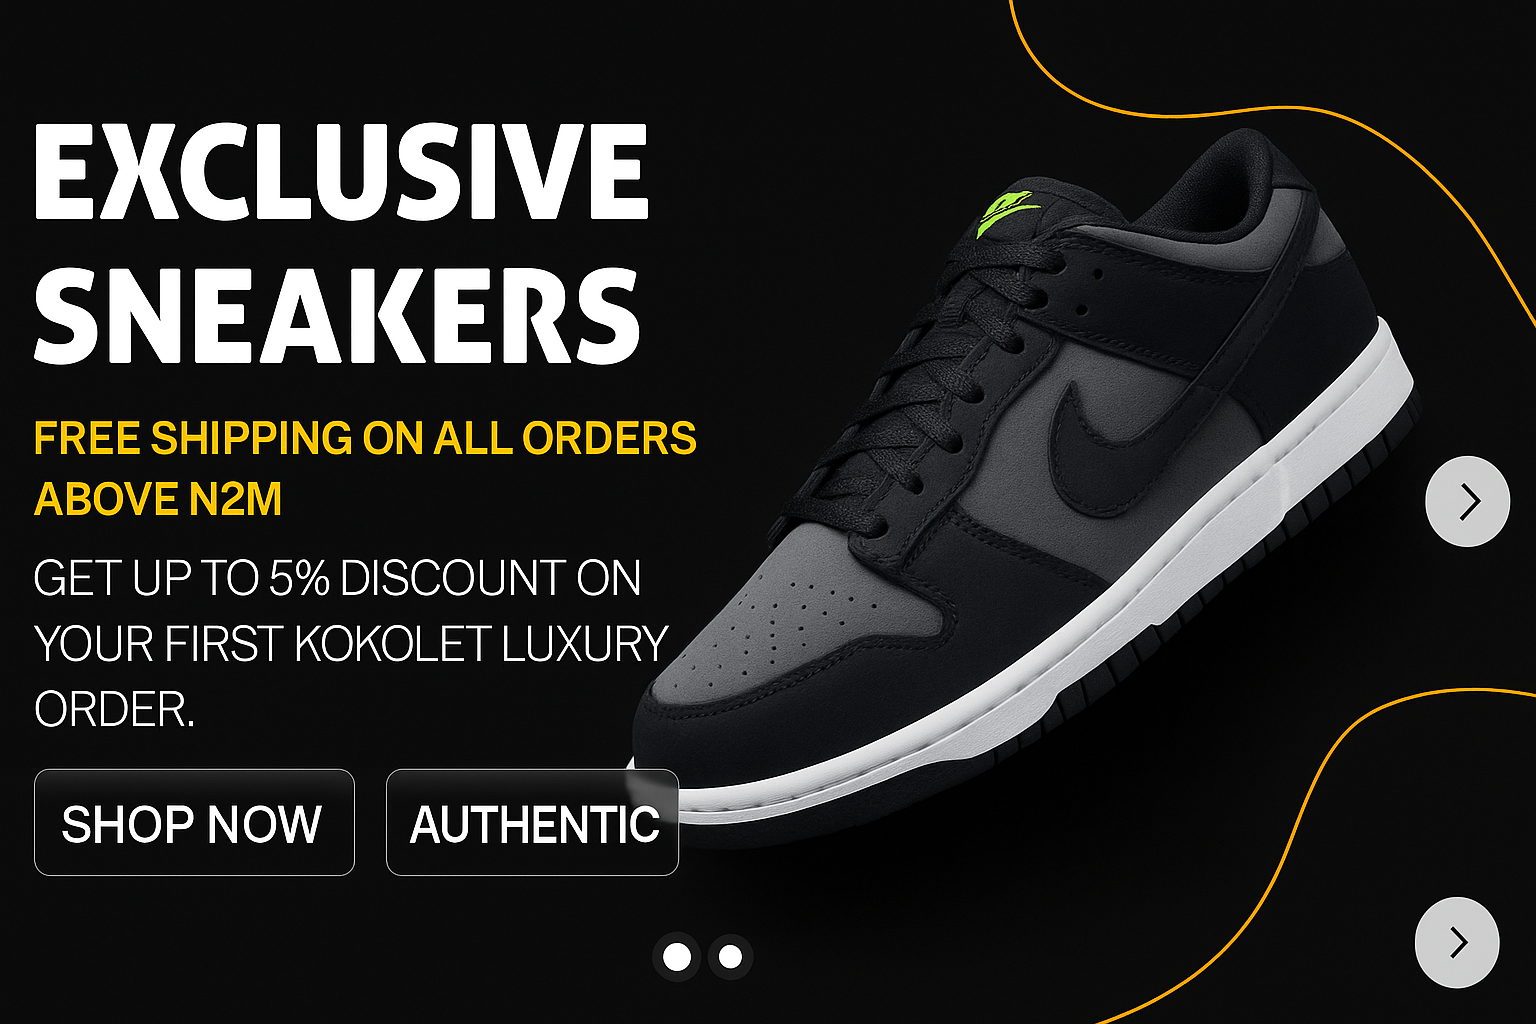 EXCLUSIVE
SNEAKERS
FREE SHIPPING ON ALL ORDERS
ABOVE N2M
GET UP TO 5% DISCOUNT ON
YOUR FIRST KOKOLET LUXURY
ORDER.
SHOP NOW
AUTHENTIC